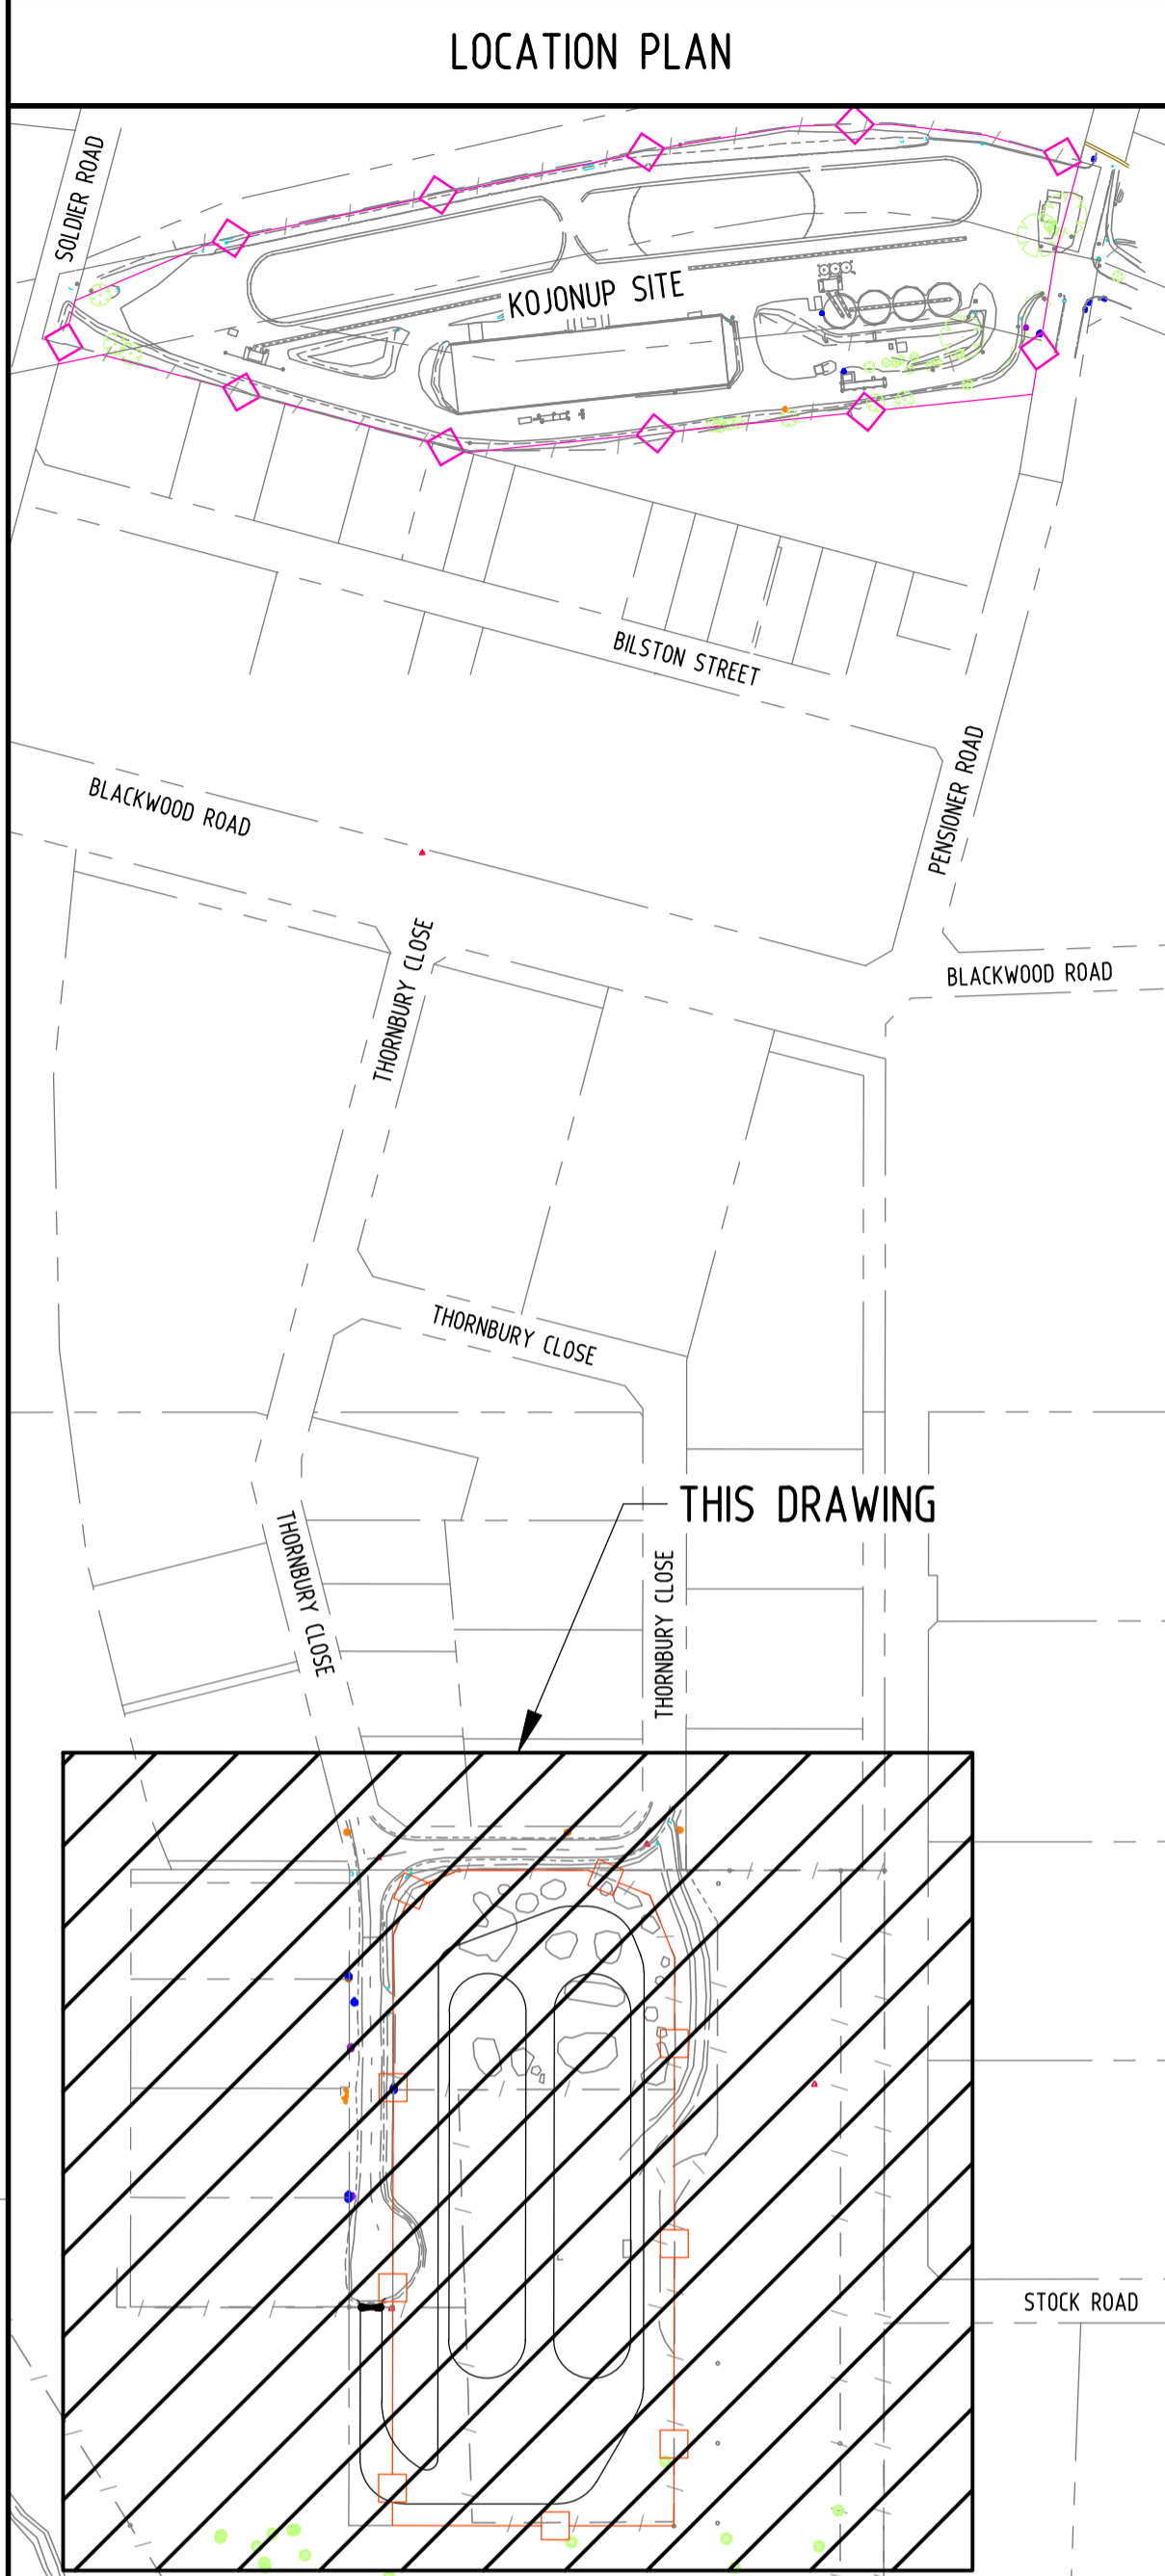 LOCATION PLAN
SOLDIER ROAD
KOJONUP SITE
BILSTON STREET
PENSIONER ROAD
BLACKWOOD ROAD
THORNBURY CLOSE
BLACKWOOD ROAD
THORNBURY CLOSE
THIS DRAWING
THORNBURY CLOSE
THORNBURY CLOSE
STOCK ROAD